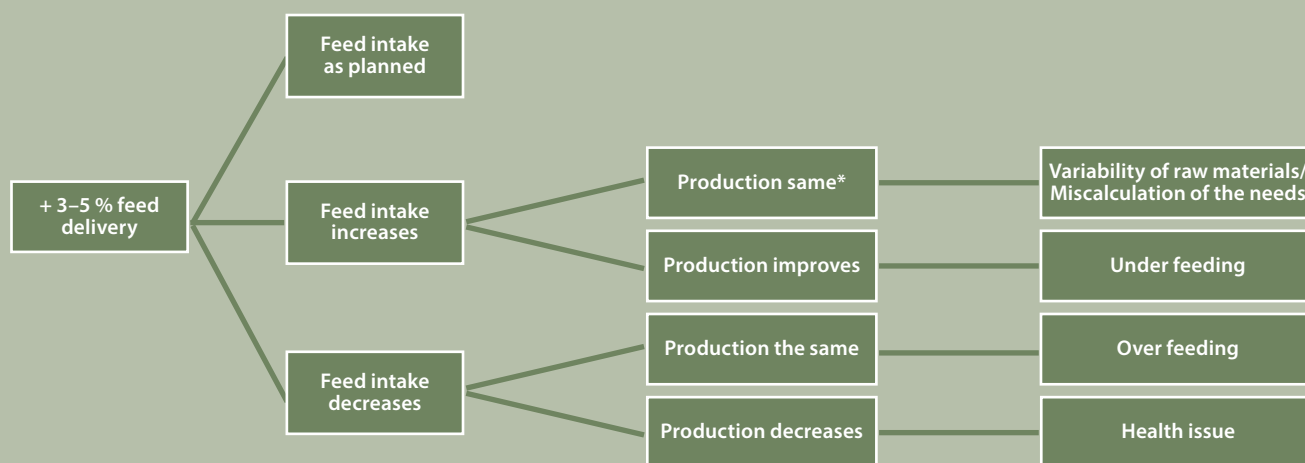 + 3–5 % feed
delivery
Feed intake
as planned
Feed intake
increases
Feed intake
decreases
Production same*
Production improves
Production the same
Production decreases
Variability of raw materials/
Miscalculation of the needs
Under feeding
Over feeding
Health issue